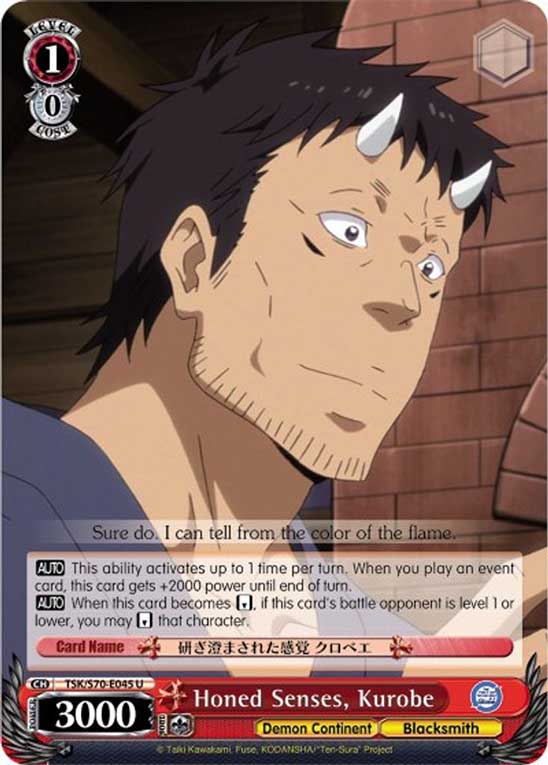 LEVEL
1
0
COST
Sure do. I can tell from the color of the flame.
AUTO This ability activates up to 1 time per turn. When you play an event
card, this card gets +2000 power until end of turn.
AUTO When this card becomes [▼], if this card's battle opponent is level 1 or
lower, you may [▼] that character.
Card Name 研ぎ澄まされた感覚 クロベエ
CH TSK/S70-E045 U
Honed Senses, Kurobe
POWER 3000 SOUL
Demon Continent Blacksmith
© Taiki Kawakami, Fuse, KODANSHA/"Ten-Sura" Project